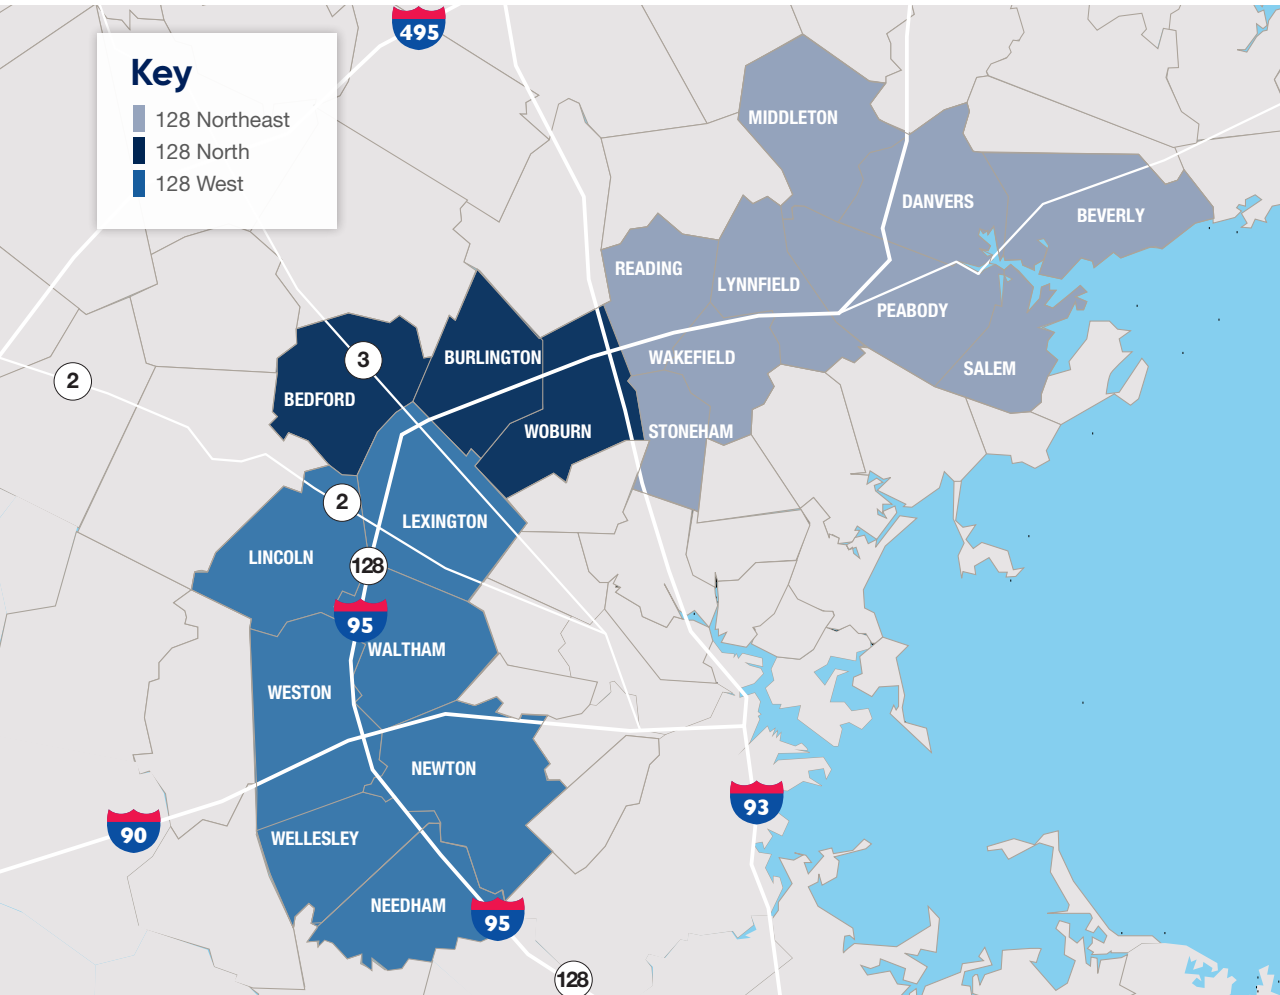 495
Key
128 Northeast
128 North
128 West
MIDDLETON
DANVERS
BEVERLY
READING
LYNNFIELD
PEABODY
3
BURLINGTON
WAKEFIELD
SALEM
2
BEDFORD
WOBURN
STONEHAM
2
LEXINGTON
LINCOLN
128
95
WALTHAM
WESTON
NEWTON
93
90
WELLESLEY
NEEDHAM
95
128